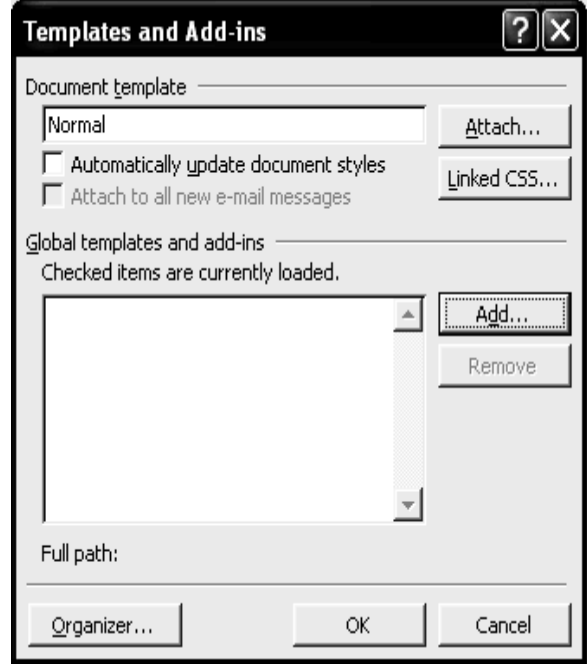 Templates and Add-ins
Document template
Normal
Attach...
Automatically update document styles
Linked CSS...
Attach to all new e-mail messages
Global templates and add-ins
Checked items are currently loaded.
Add...
Remove
Full path:
Organizer...
OK
Cancel